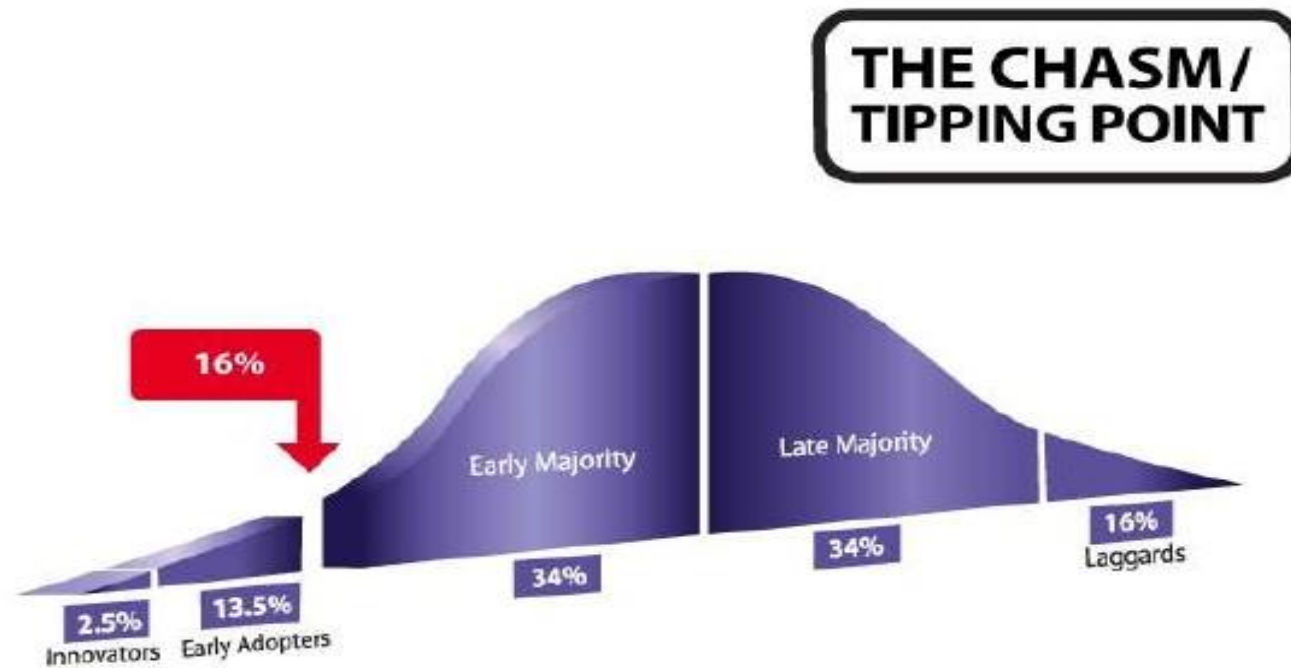 THE CHASM/
TIPPING POINT
16%
Early Majority
Late Majority
2.5%
Innovators
13.5%
Early Adopters
34%
34%
16%
Laggards